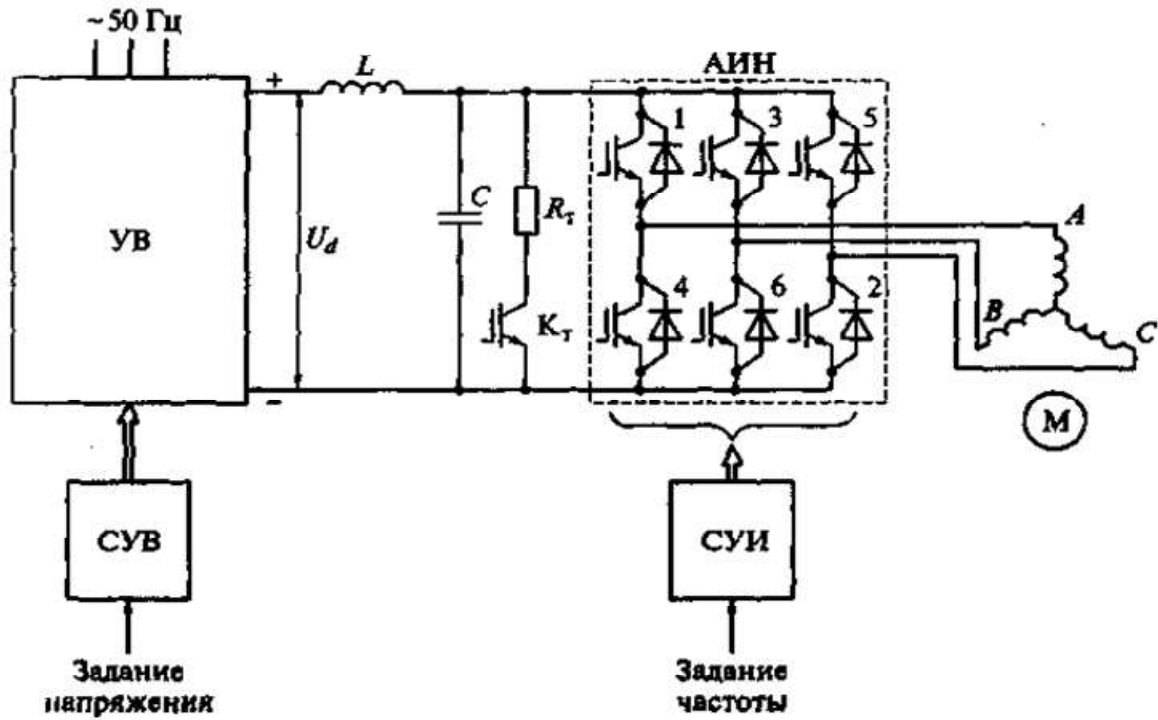 ~ 50 Гц
L
АИН
+
1
3
5
C
Rт
УВ
Ud
A
4
6
2
Kт
B
C
−
М
СУВ
СУИ
Задание
напряжения
Задание
частоты